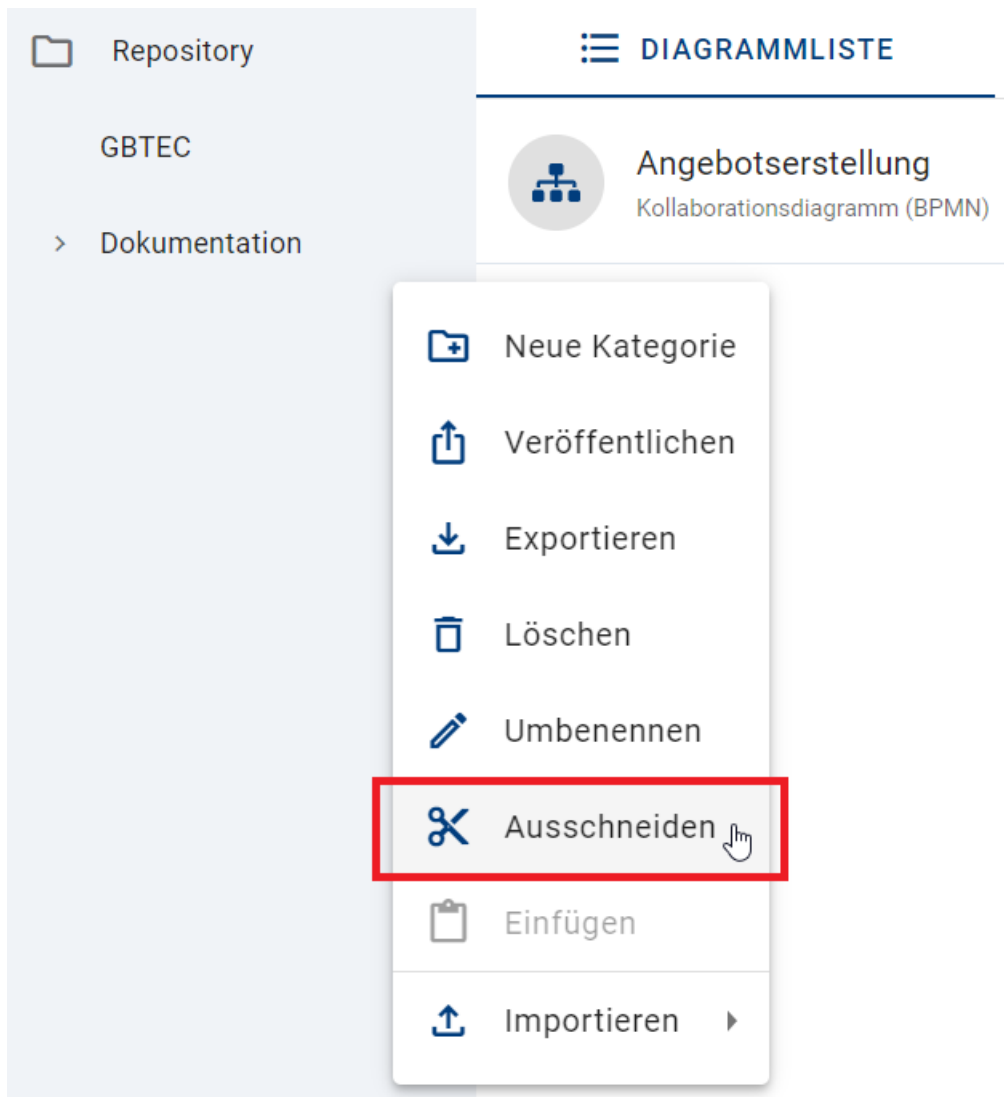 Repository
GBTEC
Dokumentation
DIAGRAMMLISTE
Angebotserstellung
Kollaborationsdiagramm (BPMN)
Neue Kategorie
Veröffentlichen
Exportieren
Löschen
Umbenennen
Ausschneiden
Einfügen
Importieren